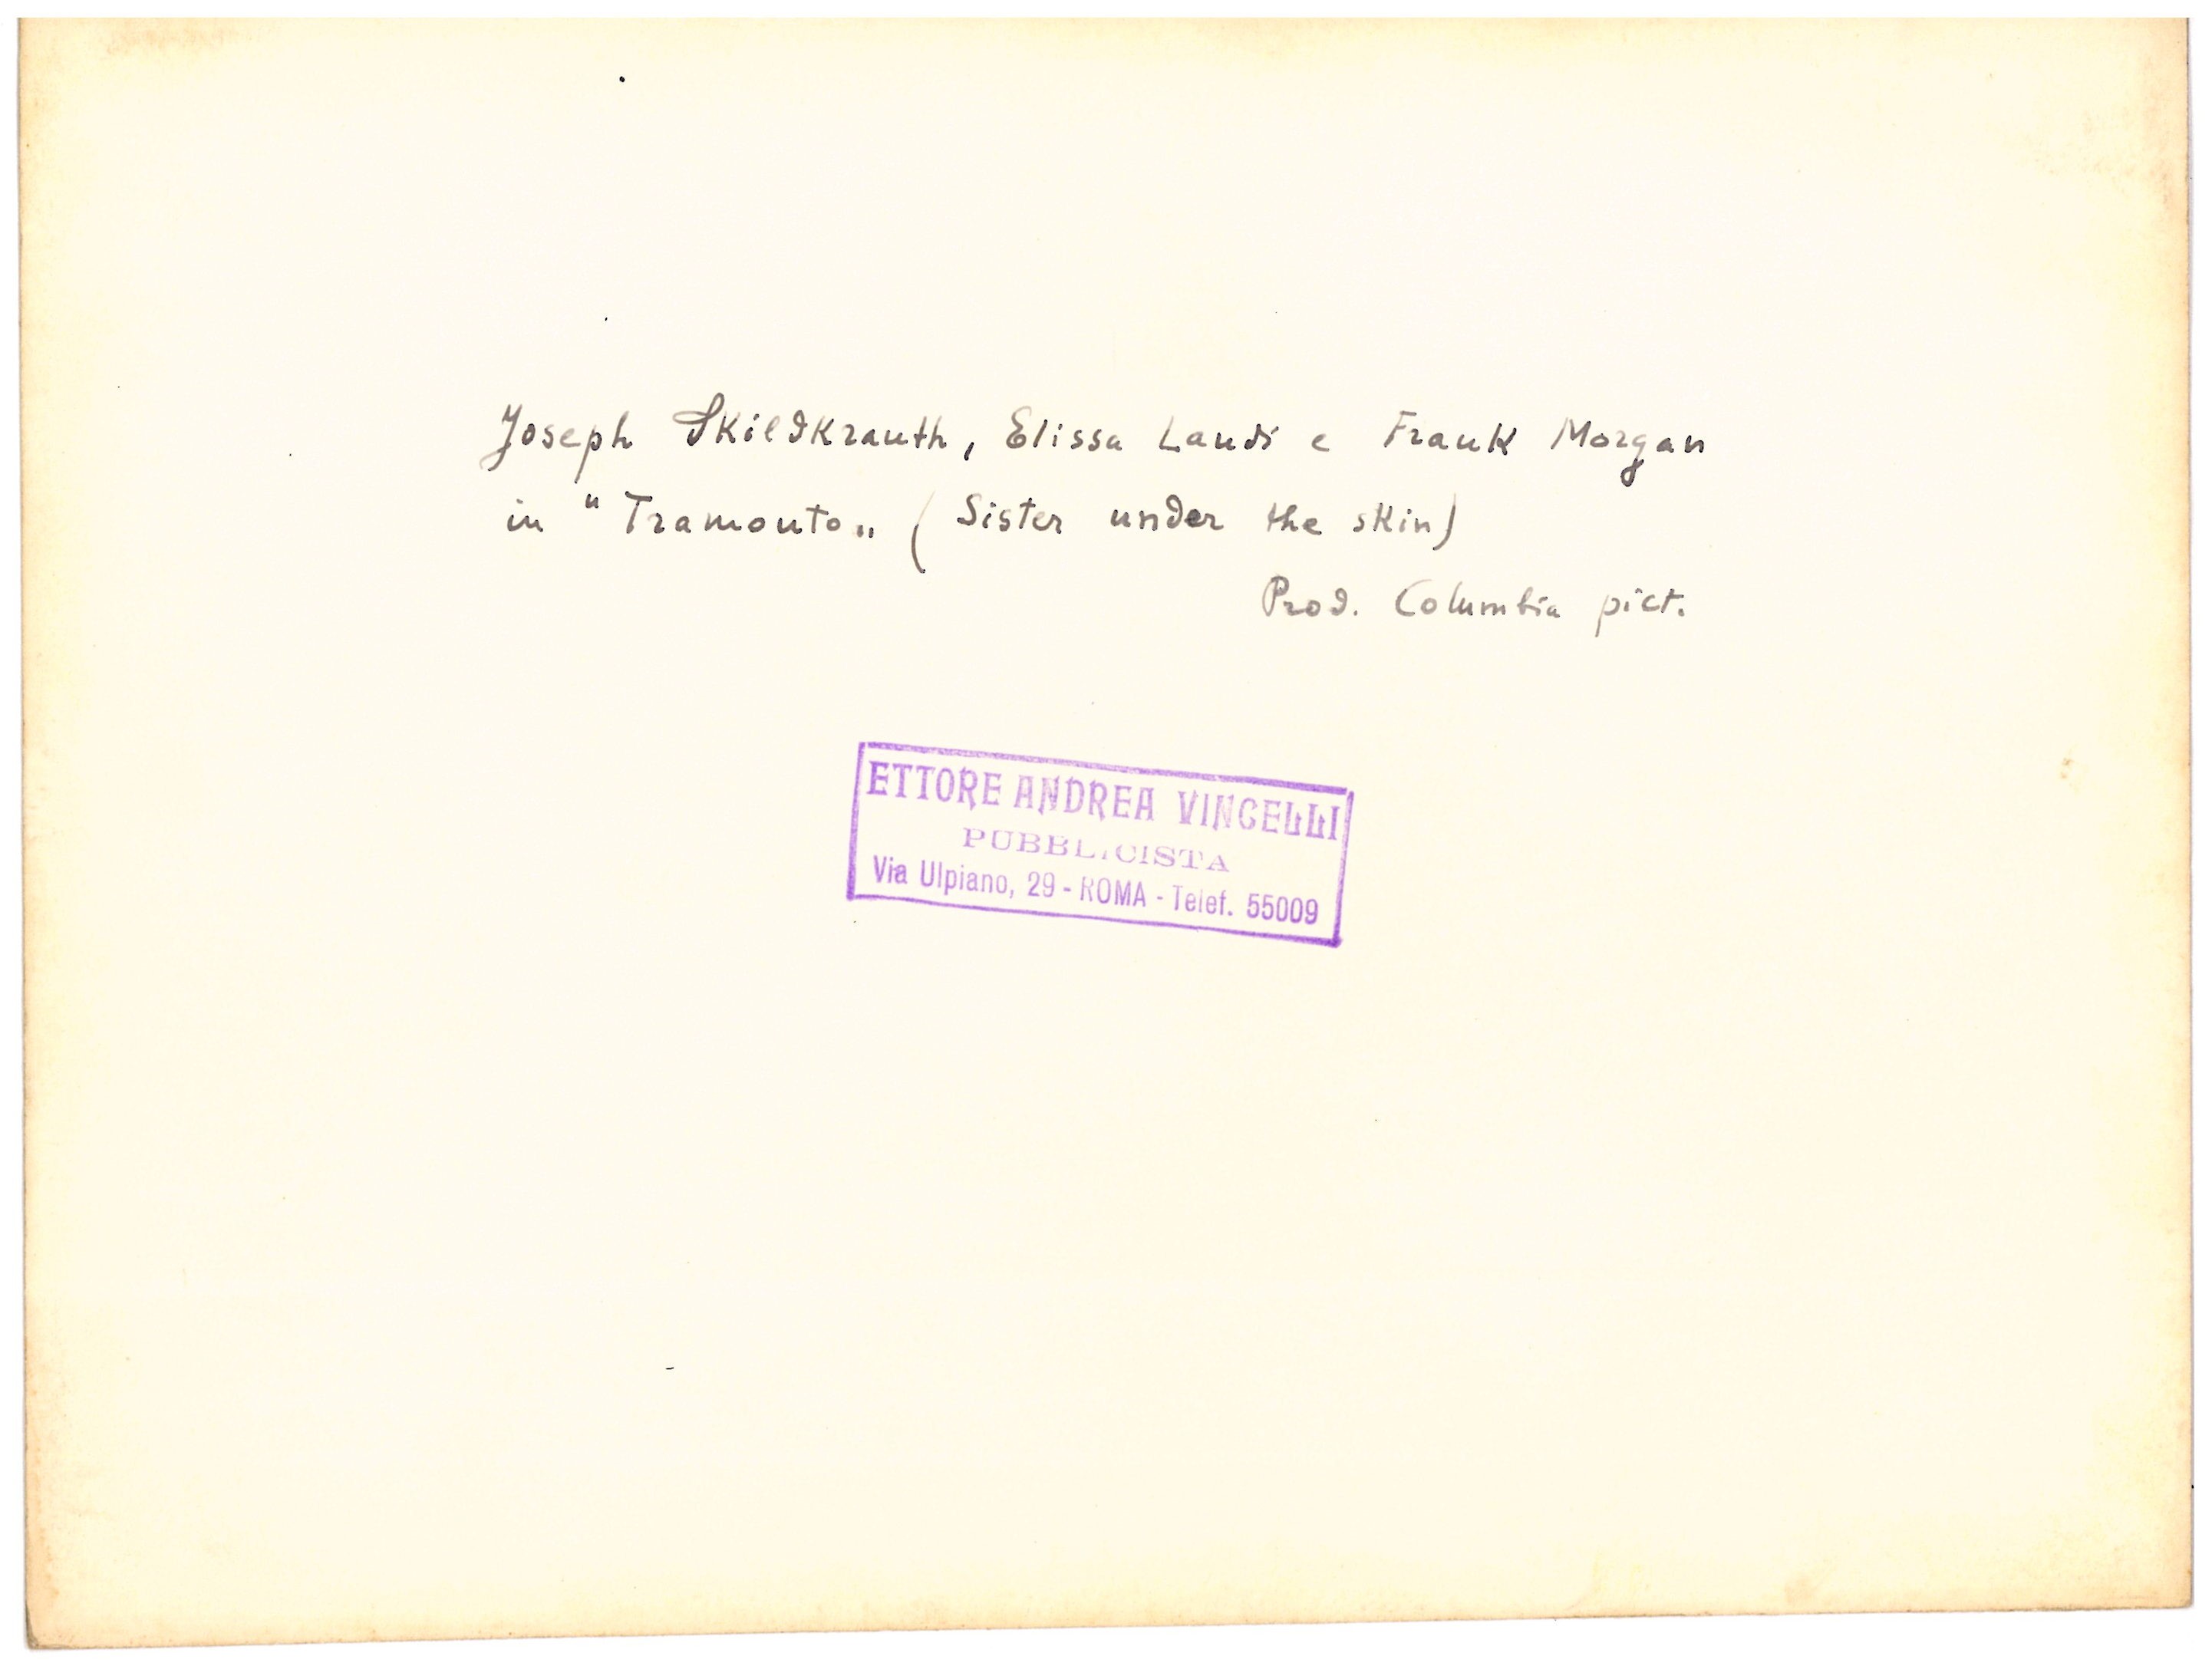 Joseph Skildkrauth, Elissa Landi e Frank Morgan
in "Tramonto„ (Sister under the skin)
Prod. Columbia pict.
ETTORE ANDREA VINCELLI
PUBBLICISTA
Via Ulpiano, 29 - ROMA - Telef. 55009